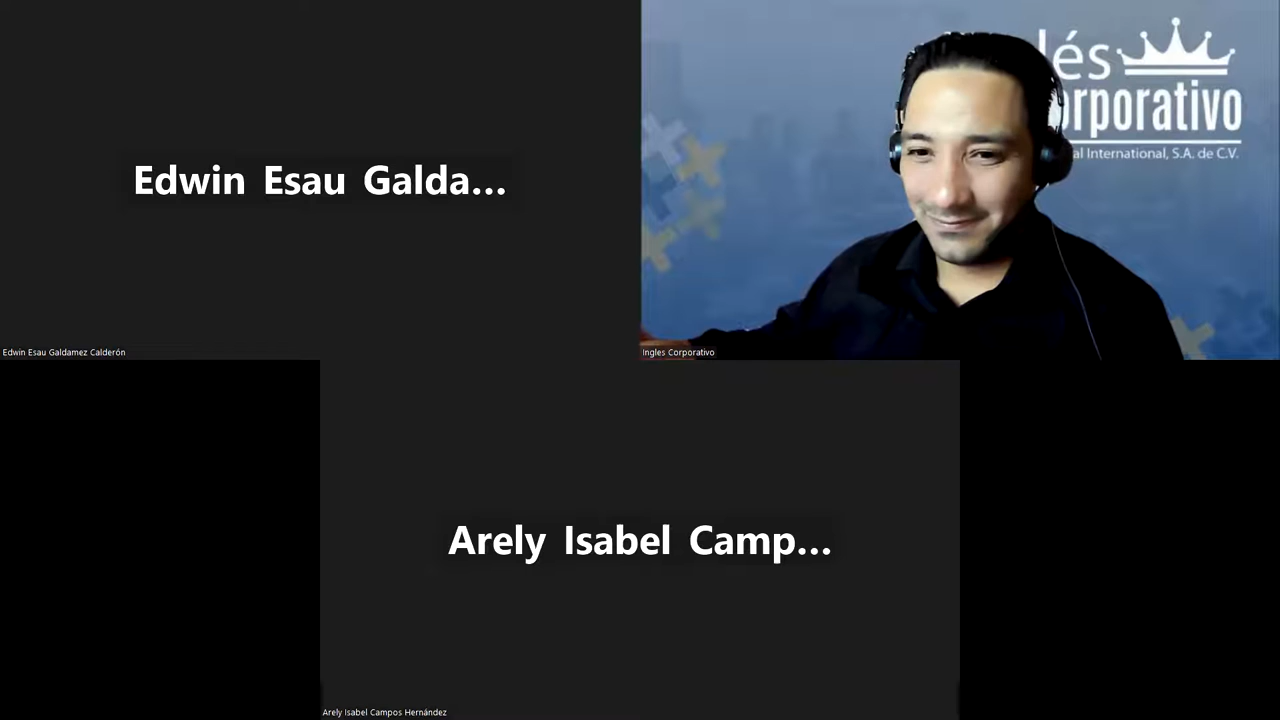 Edwin Esau Galda...
Edwin Esau Galdamez Calderón
lés
orporativo
al International, S.A. de C.V.
Ingles Corporativo
Arely Isabel Camp...
Arely Isabel Campos Hernández